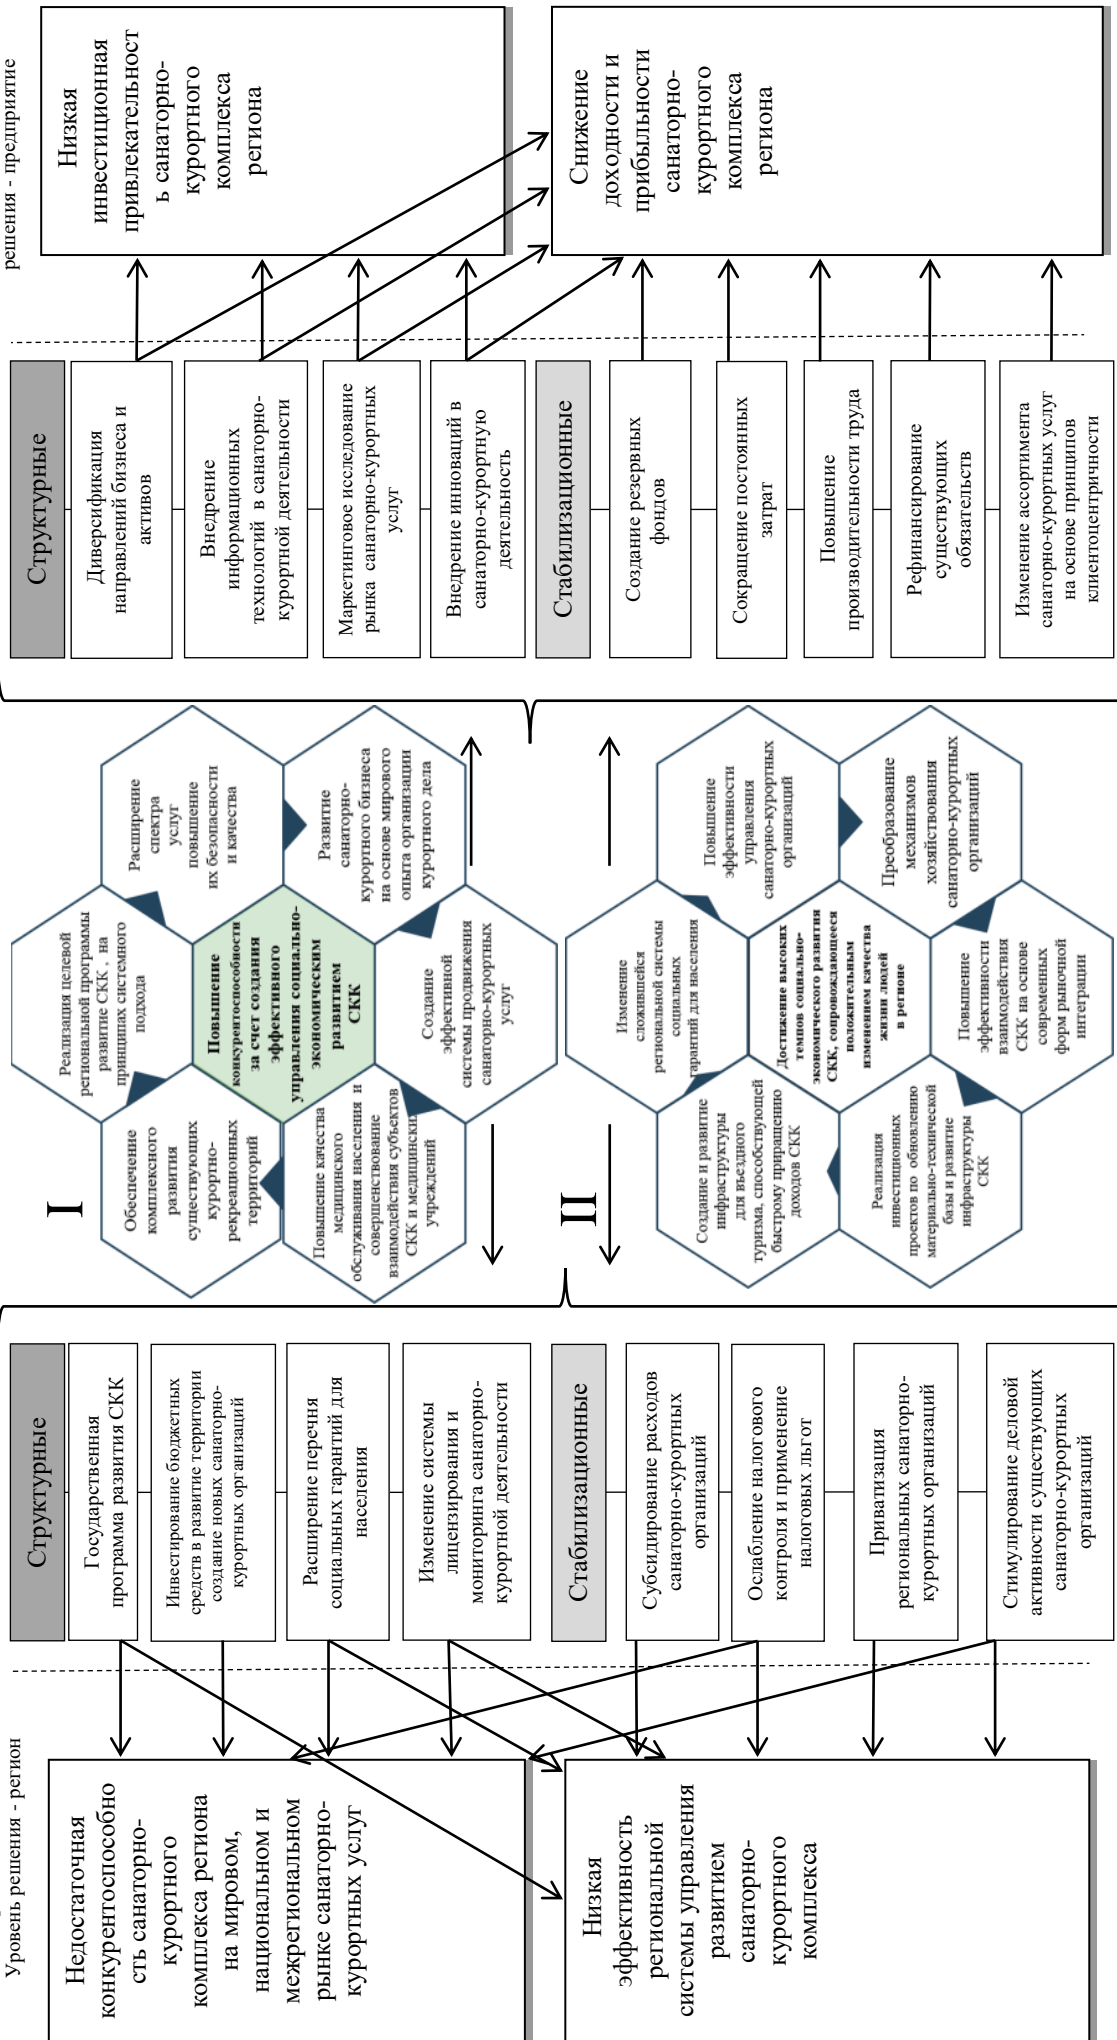 Уровень решения - регион
Недостаточная
конкурентоспособно
сть санаторно-
курортного
комплекса региона
на мировом,
национальном и
межрегиональном
рынке санаторно-
курортных услуг
Низкая
эффективность
региональной
системы управления
развитием
санаторно-
курортного
комплекса
Структурные
Государственная
программа развития СКК
Инвестирование бюджетных
средств в развитие территории
создание новых санаторно-
курортных организаций
Расширение перечня
социальных гарантий для
населения
Изменение системы
лицензирования и
мониторинга санаторно-
курортной деятельности
Стабилизационные
Субсидирование расходов
санаторно-курортных
организаций
Ослабление налогового
контроля и применение
налоговых льгот
Приватизация
региональных санаторно-
курортных организаций
Стимулирование деловой
активности существующих
санаторно-курортных
организаций
I
Обеспечение
комплексного
развития
существующих
курортно-
рекреационных
территорий
Реализация целевой
региональной программы
развитие СКК , на
принципах системного
подхода
Расширение
спектра
услуг
повышение
их безопасности
и качества
Повышение
конкурентоспособности
за счет создания
эффективного
управления социально-
экономическим
развитием
СКК
Повышение качества
медицинского
обслуживания населения и
совершенствование
взаимодействия субъектов
СКК и медицински
учреждений
Создание
эффективной
системы продвижения
санаторно-курортных
услуг
Развитие
санаторно-
курортного бизнеса
на основе мирового
опыта организации
курортного дела
II
Создание и развитие
инфраструктуры
для въездного
туризма, способствующей
быстрому приращению
доходов СКК
Изменение
сложившейся
региональной системы
социальных
гарантий для населения
Повышение
эффективности
управления
санаторно-курортных
организаций
Достижение высоких
темпов социально-
экономического развития
СКК, сопровождающееся
положительным
изменением качества
жизни людей
в регионе
Реализация
инвестиционных
проектов по обновлению
материально-технической
базы и развитие
инфраструктуры
СКК
Повышение
эффективности
взаимодействия
СКК на основе
современных
форм рыночной
интеграции
Преобразование
механизмов
хозяйствования
санаторно-курортных
организаций
Структурные
Диверсификация
направлений бизнеса и
активов
Внедрение
информационных
технологий в санаторно-
курортной деятельности
Маркетинговое исследование
рынка санаторно-курортных
услуг
Внедрение инноваций в
санаторно-курортную
деятельность
Стабилизационные
Создание резервных
фондов
Сокращение постоянных
затрат
Повышение
производительности труда
Рефинансирование
существующих
обязательств
Изменение ассортимента
санаторно-курортных услуг
на основе принципов
клиентоцентричности
решения - предприятие
Низкая
инвестиционная
привлекательност
ь санаторно-
курортного
комплекса
региона
Снижение
доходности и
прибыльности
санаторно-
курортного
комплекса
региона